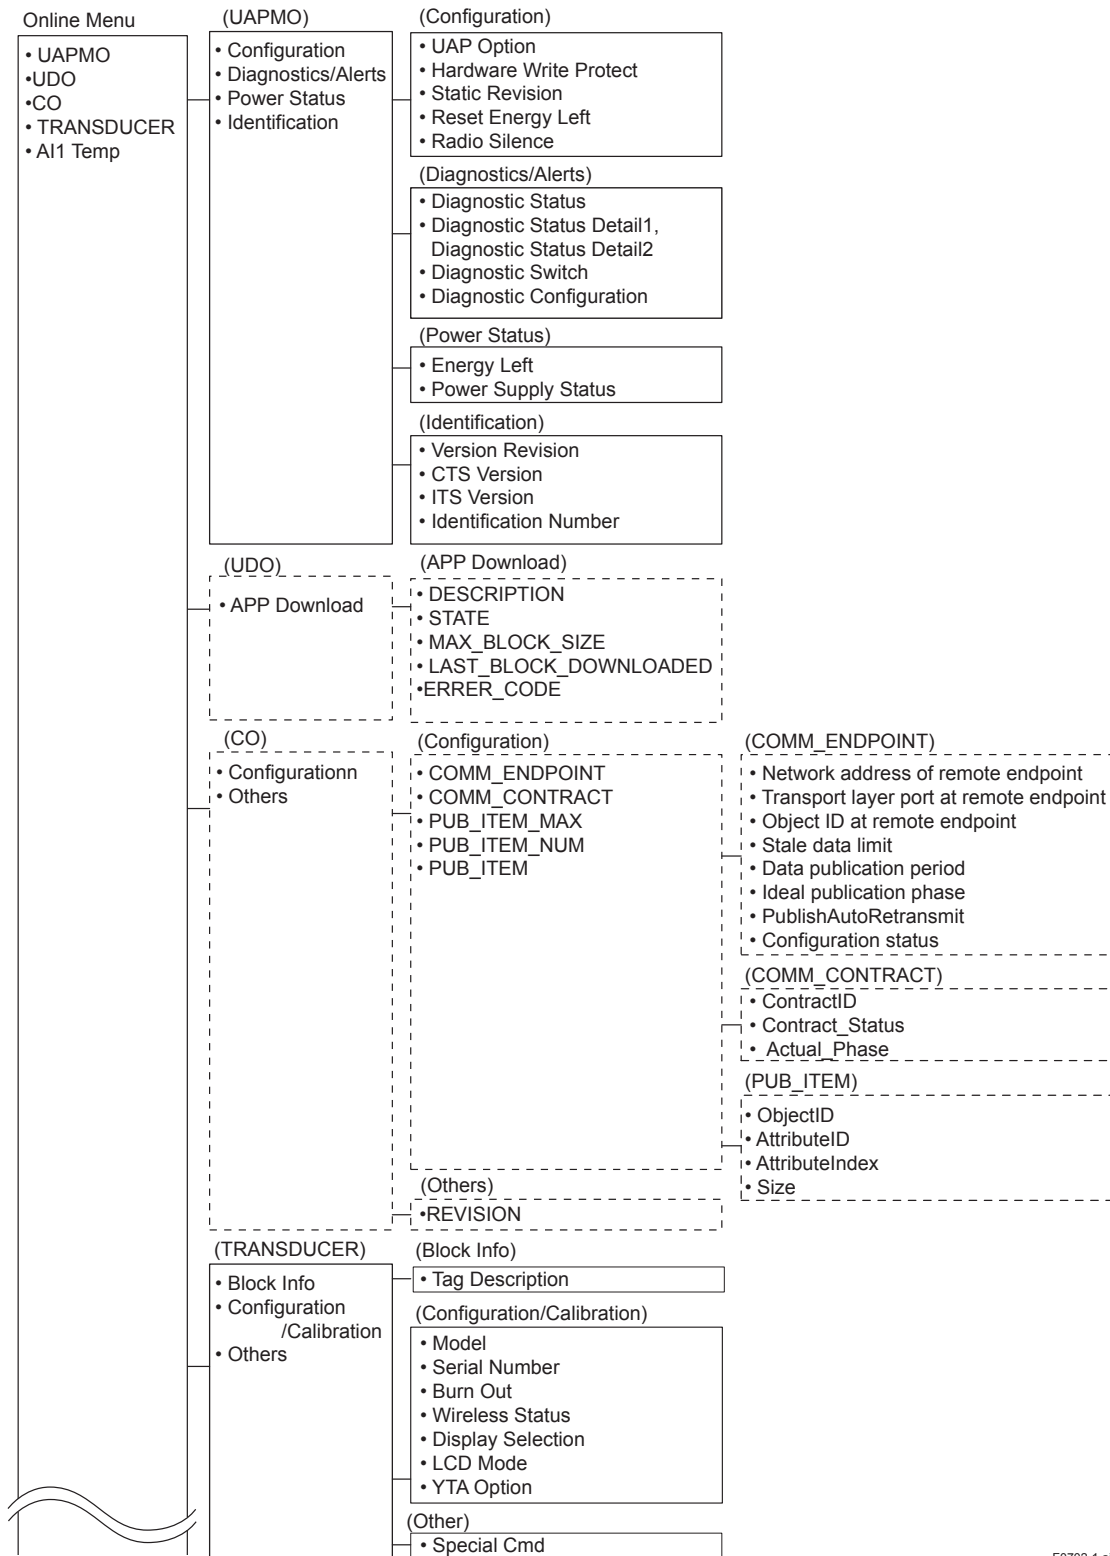 Online Menu
• UAPMO
•UDO
•CO
• TRANSDUCER
• AI1 Temp
(UAPMO)
• Configuration
• Diagnostics/Alerts
• Power Status
• Identification
(Configuration)
• UAP Option
• Hardware Write Protect
• Static Revision
• Reset Energy Left
• Radio Silence
(Diagnostics/Alerts)
• Diagnostic Status
• Diagnostic Status Detail1,
Diagnostic Status Detail2
• Diagnostic Switch
• Diagnostic Configuration
(Power Status)
• Energy Left
• Power Supply Status
(Identification)
• Version Revision
• CTS Version
• ITS Version
• Identification Number
(UDO)
• APP Download
(APP Download)
• DESCRIPTION
• STATE
• MAX_BLOCK_SIZE
• LAST_BLOCK_DOWNLOADED
•ERRER_CODE
(CO)
• Configurationn
• Others
(Configuration)
• COMM_ENDPOINT
• COMM_CONTRACT
• PUB_ITEM_MAX
• PUB_ITEM_NUM
• PUB_ITEM
(COMM_ENDPOINT)
• Network address of remote endpoint
• Transport layer port at remote endpoint
• Object ID at remote endpoint
• Stale data limit
• Data publication period
• Ideal publication phase
• PublishAutoRetransmit
• Configuration status
(COMM_CONTRACT)
• ContractID
• Contract_Status
• Actual_Phase
(PUB_ITEM)
• ObjectID
• AttributeID
• AttributeIndex
• Size
(Others)
•REVISION
(TRANSDUCER)
• Block Info
• Configuration
/Calibration
• Others
(Block Info)
• Tag Description
(Configuration/Calibration)
• Model
• Serial Number
• Burn Out
• Wireless Status
• Display Selection
• LCD Mode
• YTA Option
(Other)
• Special Cmd